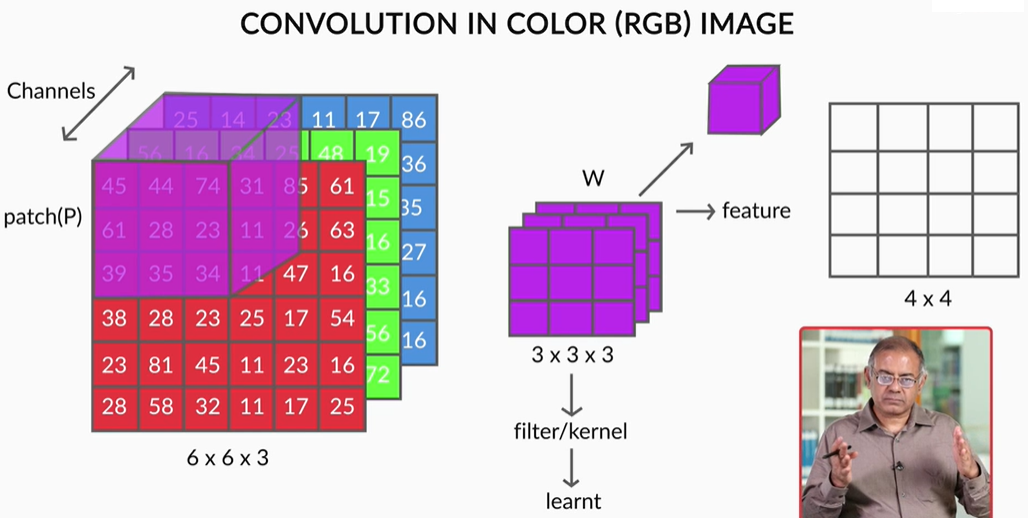 CONVOLUTION IN COLOR (RGB) IMAGE
Channels
25 14 23 11 17 86
56 16 34 25 48 19 36
45 44 74 31 85 61 15 35
patch(P)
61 28 23 11 26 63 16 27
39 35 34 11 47 16 33 16
38 28 23 25 17 54 56 16
23 81 45 11 23 16 72
28 58 32 11 17 25
6 x 6 x 3
W
feature
3 x 3 x 3
filter/kernel
learnt
4 x 4